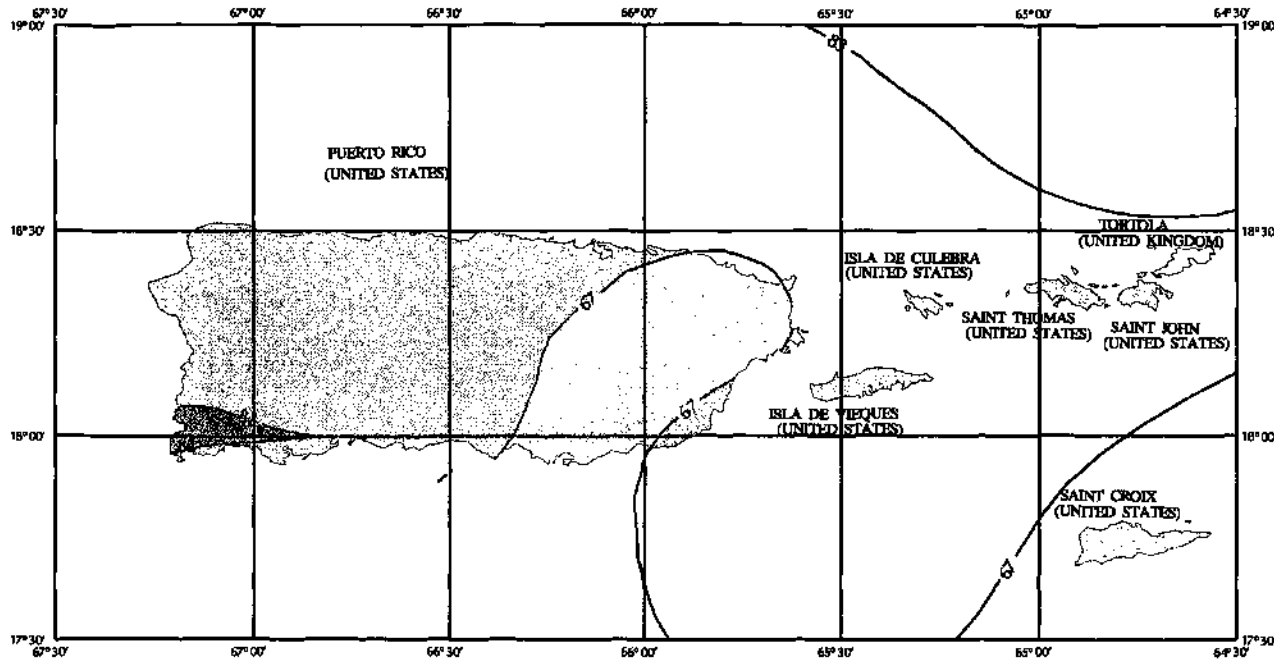 67°30'
67°00'
66°30'
66°00'
65°30'
65°00'
64°30'
19°00'
19°00'
PUERTO RICO
(UNITED STATES)
18°30'
18°30'
TORTOLA
(UNITED KINGDOM)
ISLA DE CULEBRA
(UNITED STATES)
SAINT THOMAS
(UNITED STATES)
SAINT JOHN
(UNITED STATES)
67
67
ISLA DE VIEQUES
(UNITED STATES)
18°00'
18°00'
SAINT CROIX
(UNITED STATES)
17°30'
17°30'
67°30'
67°00'
66°30'
66°00'
65°30'
65°00'
64°30'